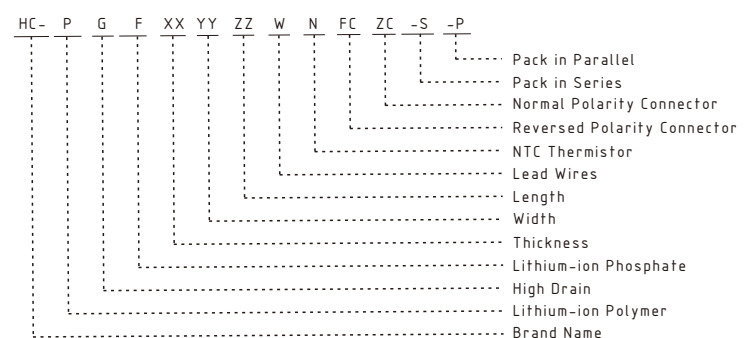 HC- P G F XX YY ZZ W N FC ZC -S -P
Pack in Parallel
Pack in Series
Normal Polarity Connector
Reversed Polarity Connector
NTC Thermistor
Lead Wires
Length
Width
Thickness
Lithium-ion Phosphate
High Drain
Lithium-ion Polymer
Brand Name